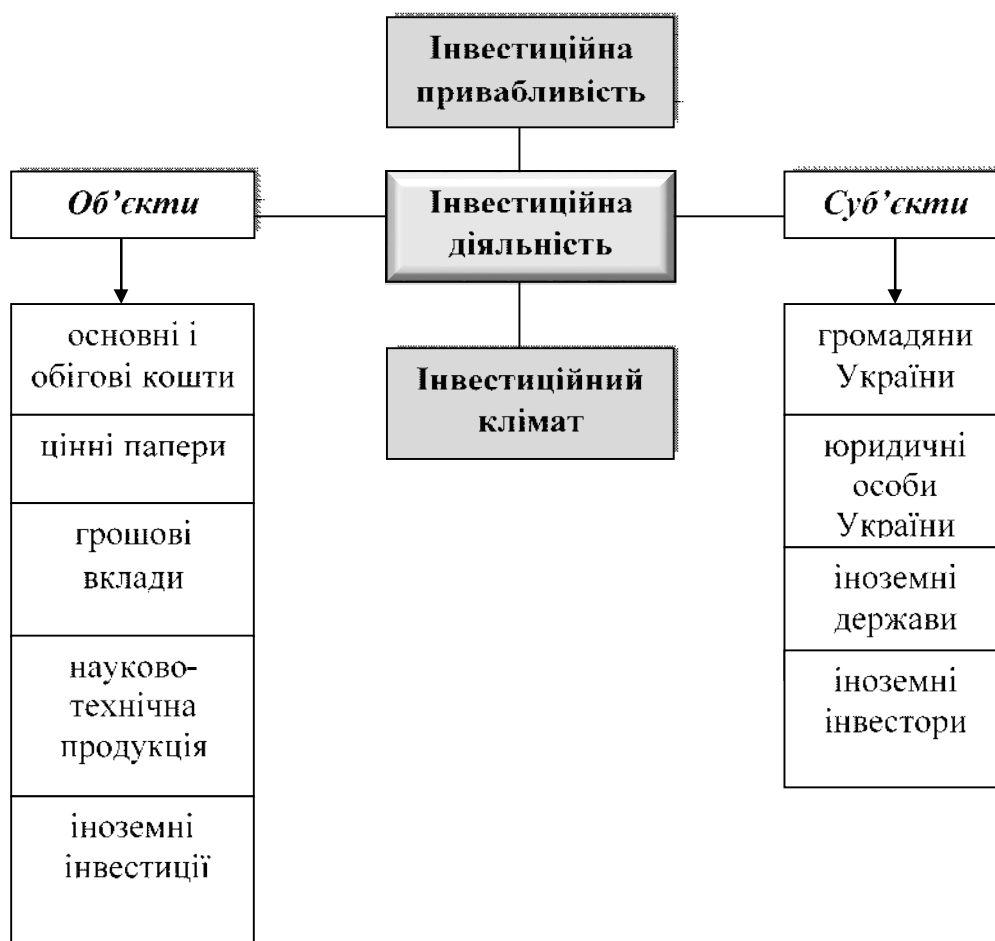 Інвестиційна
привабливість
Об’єкти
Інвестиційна
діяльність
Суб’єкти
основні і
обігові кошти
цінні папери
грошові
вклади
науково-
технічна
продукція
іноземні
інвестиції
Інвестиційний
клімат
громадяни
України
юридичні
особи
України
іноземні
держави
іноземні
інвестори